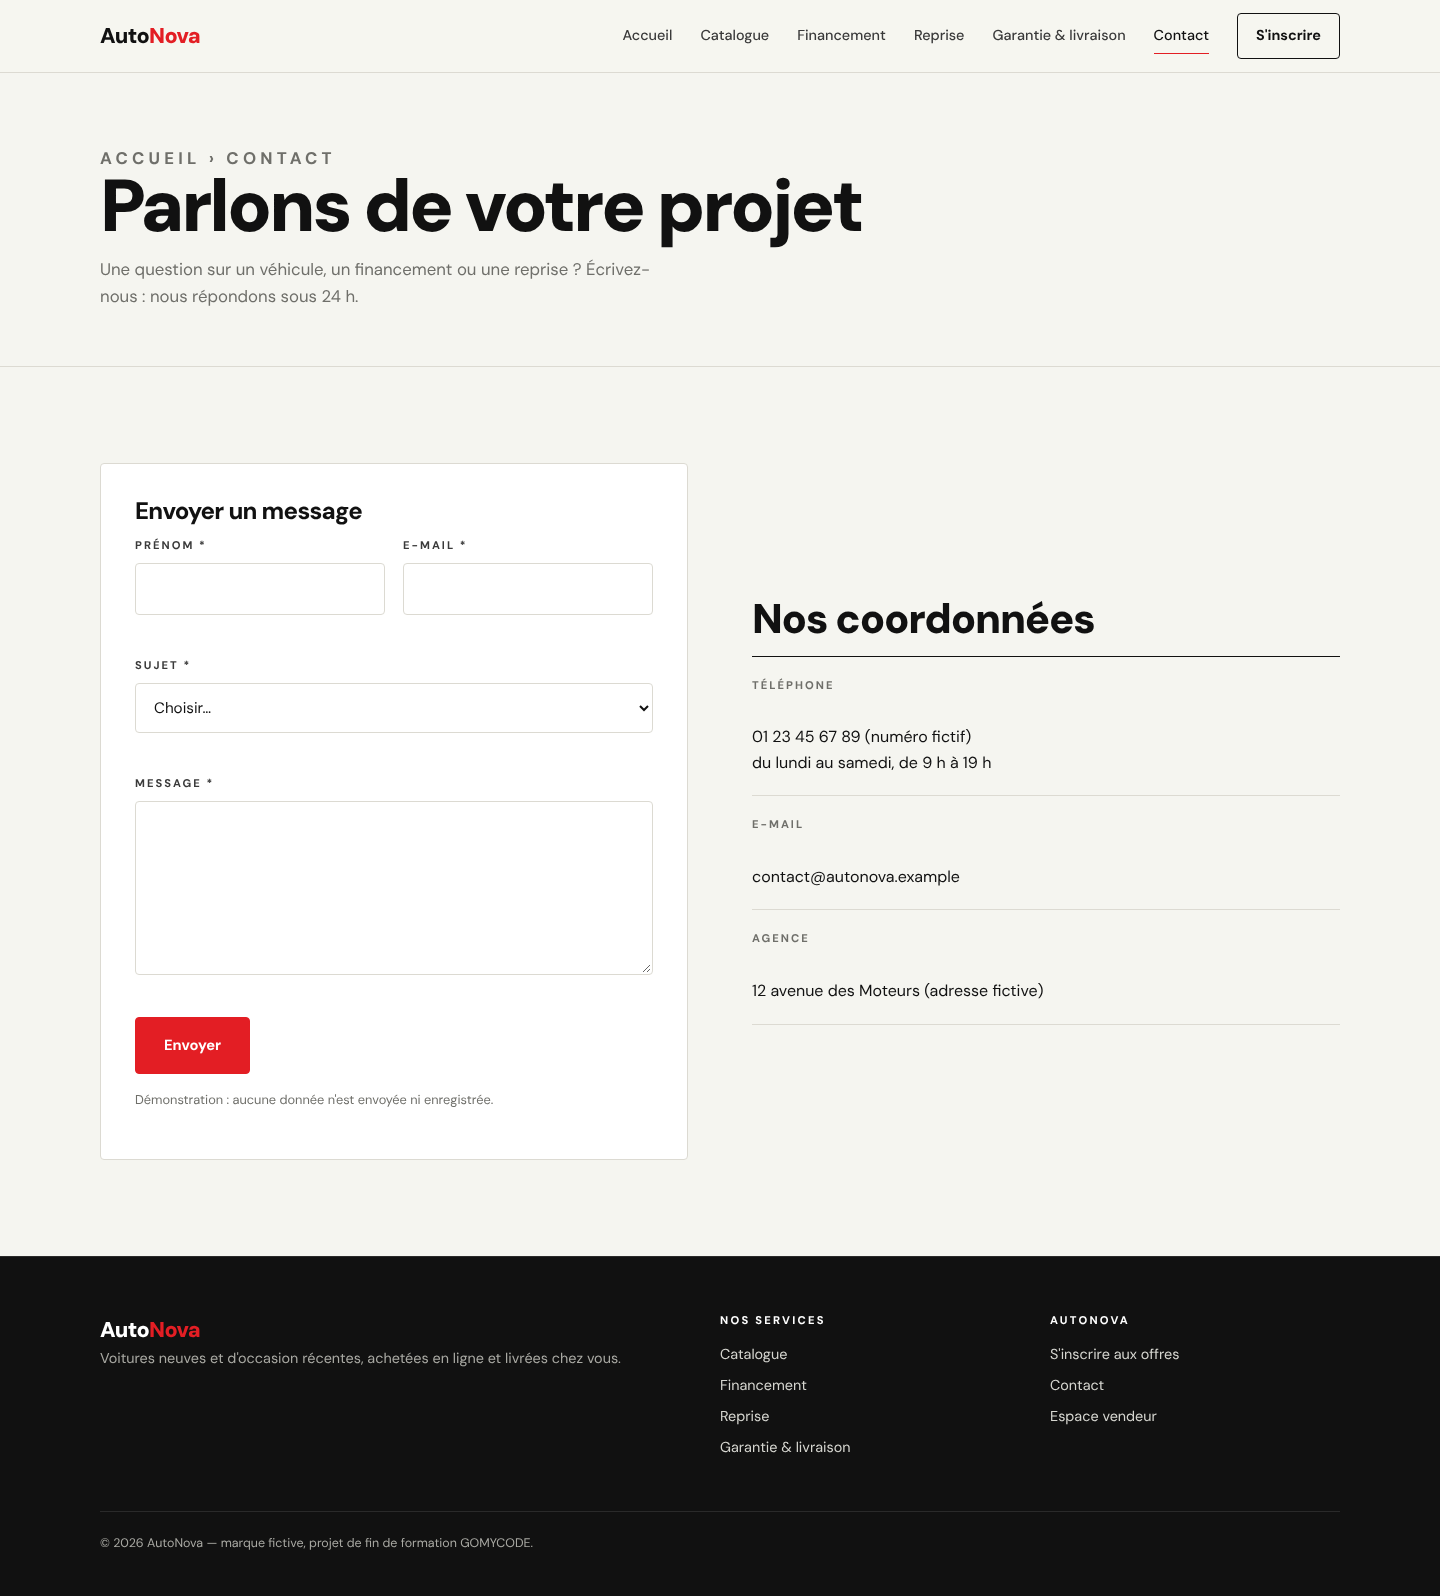 AutoNova
Accueil
Catalogue
Financement
Reprise
Garantie & livraison
Contact
S'inscrire
ACCUEIL › CONTACT
Parlons de votre projet
Une question sur un véhicule, un financement ou une reprise ? Écrivez-
nous : nous répondons sous 24 h.
Envoyer un message
PRÉNOM *
E-MAIL *
SUJET *
Choisir...
MESSAGE *
Envoyer
Démonstration : aucune donnée n'est envoyée ni enregistrée.
Nos coordonnées
TÉLÉPHONE
01 23 45 67 89 (numéro fictif)
du lundi au samedi, de 9 h à 19 h
E-MAIL
contact@autonova.example
AGENCE
12 avenue des Moteurs (adresse fictive)
AutoNova
Voitures neuves et d'occasion récentes, achetées en ligne et livrées chez vous.
NOS SERVICES
Catalogue
Financement
Reprise
Garantie & livraison
AUTONOVA
S'inscrire aux offres
Contact
Espace vendeur
© 2026 AutoNova — marque fictive, projet de fin de formation GOMYCODE.